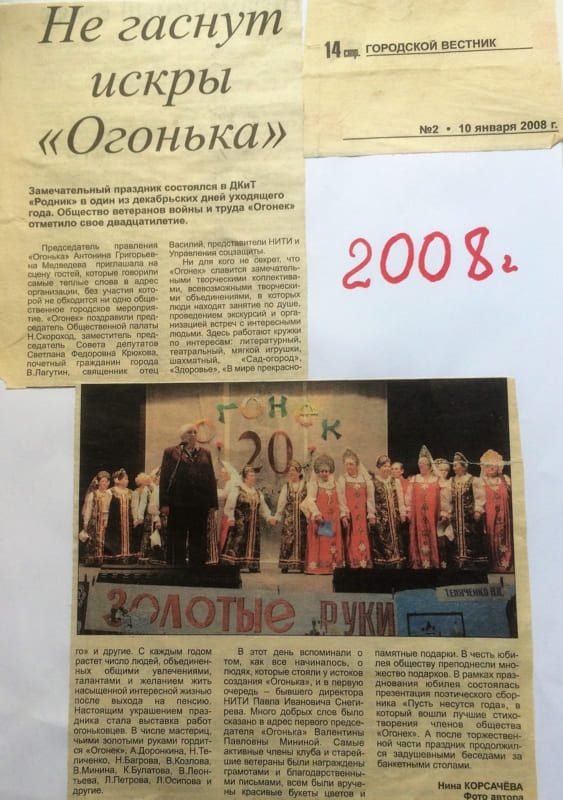 Не гаснут
искры
«Огонька»
14 стр. ГОРОДСКОЙ ВЕСТНИК
№2 • 10 января 2008 г.
2008г
Замечательный праздник состоялся в ДКиТ
«Родник» в один из декабрьских дней уходящего
года. Общество ветеранов войны и труда «Огонек»
отметило свое двадцатилетие.
Председатель правления
«Огонька» Антонина Григорьев-
на Медведева приглашала на
сцену гостей, которые говорили
самые теплые слова в адрес
организации, без участия кото-
рой не обходится ни одно обще-
ственное городское мероприя-
тие. «Огонек» поздравили пред-
седатель Общественной палаты
Н.Скороход, заместитель пред-
седателя Совета депутатов
Светлана Федоровна Крюкова,
почетный гражданин города
В.Лагутин, священник отец
Василий, представители НИТИ и
Управления соцзащиты.
Ни для кого не секрет, что
«Огонек» славится замечатель-
ными творческими коллектива-
ми, всевозможными творчески-
ми объединениями, в которых
люди находят занятие по душе,
проведением экскурсий и ор-
ганизацией встреч с интересными
людьми. Здесь работают кружки
по интересам: литературный,
театральный, мягкой игрушки,
шахматный, «Сад-огород»,
«Здоровье», «В мире прекрасно-
ОГОНЕК
20
ЗОЛОТЫЕ РУКИ
ТЕЛИЧЕНКО Н.И.
го» и другие. С каждым годом
растет число людей, объединен-
ных общими увлечениями,
талантами и желанием жить
насыщенной интересной жизнью
после выхода на пенсию.
Настоящим украшением празд-
ника стала выставка работ
огоньковцев. В числе мастериц,
чьими золотыми руками гордит-
ся «Огонек», А.Доронкина, Н.Те-
личенко, Н.Багрова, В.Козлова,
В.Минина, К.Булатова, В.Леон-
тьева, Л.Петрова, Л.Осипова и
другие.
В этот день вспоминали о
том, как все начиналось, о
людях, которые стояли у истоков
создания «Огонька», и в первую
очередь – бывшего директора
НИТИ Павла Ивановича Снеги-
рева. Много добрых слов было
сказано в адрес первого предсе-
дателя «Огонька» Валентины
Павловны Мининой. Самые
активные члены клуба и старей-
шие ветераны были награждены
грамотами и благодарственны-
ми письмами, всем были вруче-
ны красивые букеты цветов и
памятные подарки. В честь юби-
лея обществу преподнесли мно-
жество подарков. В рамках праз-
днования юбилея состоялась
презентация поэтического сбор-
ника «Пусть несутся года», в
который вошли лучшие стихо-
творения членов общества
«Огонек». А после торжествен-
ной части праздник продолжил-
ся задушевными беседами за
банкетными столами.
Нина КОРСАЧЁВА
Фото автора